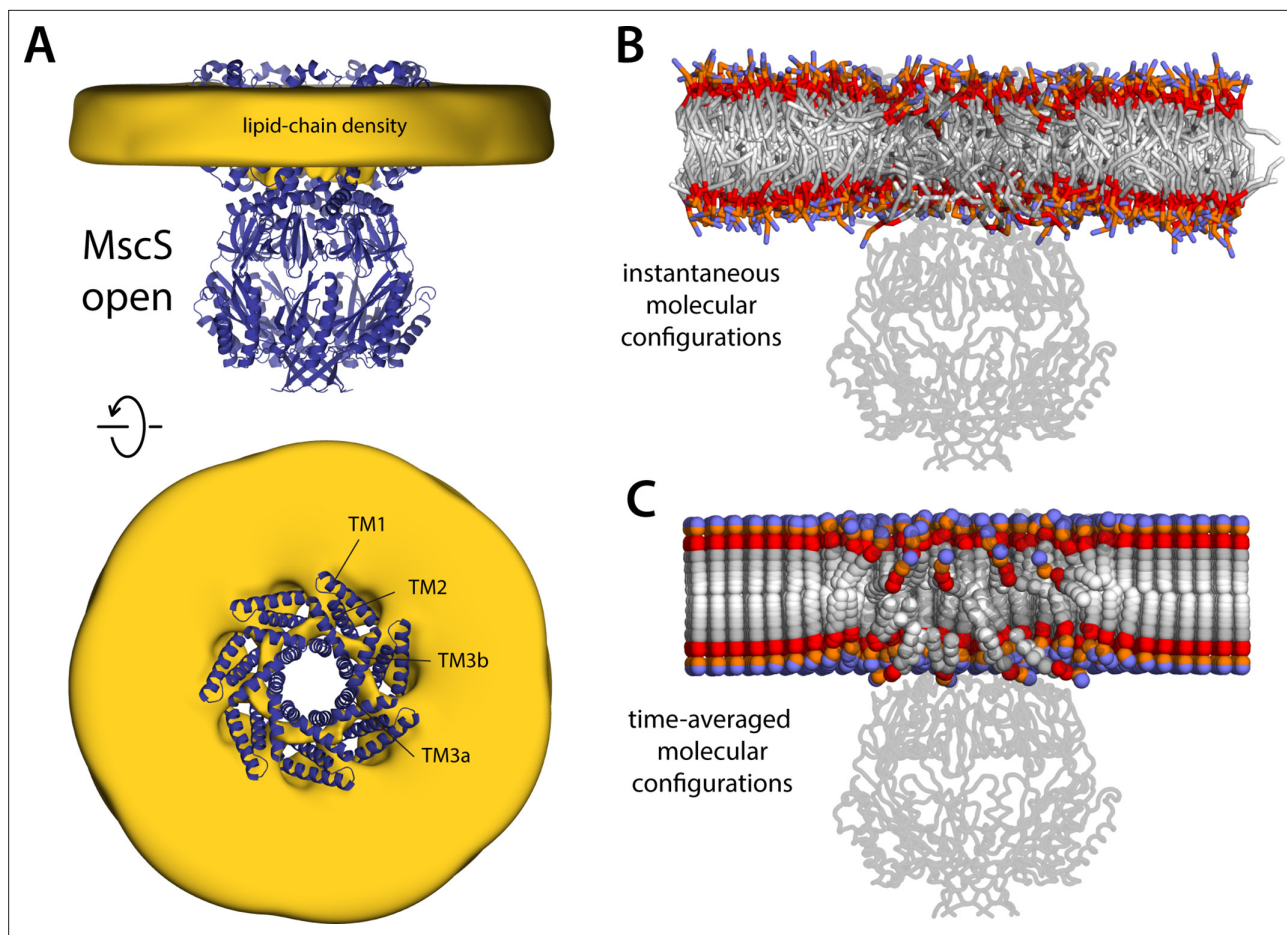 A
lipid-chain density
MscS
open
TM1
TM2
TM3b
TM3a
B
instantaneous
molecular
configurations
C
time-averaged
molecular
configurations